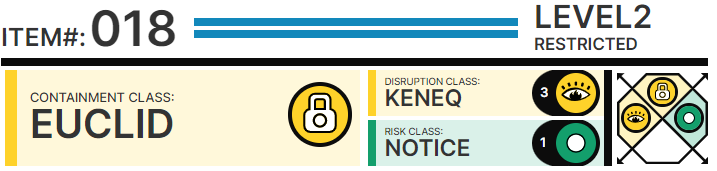 ITEM#: 018
LEVEL2
RESTRICTED
CONTAINMENT CLASS:
EUCLID
DISRUPTION CLASS:
KENEQ
3
RISK CLASS:
NOTICE
1